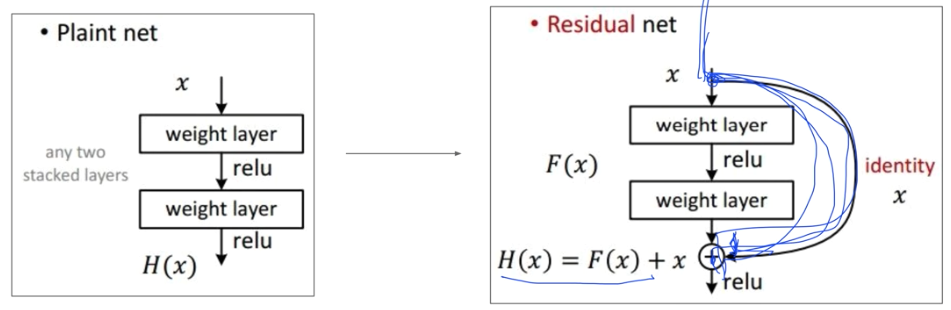 • Plaint net
x
weight layer
any two
stacked layers
relu
weight layer
relu
H(x)
• Residual net
x
weight layer
F(x)
relu
identity
x
weight layer
H(x) = F(x) + x
+
relu